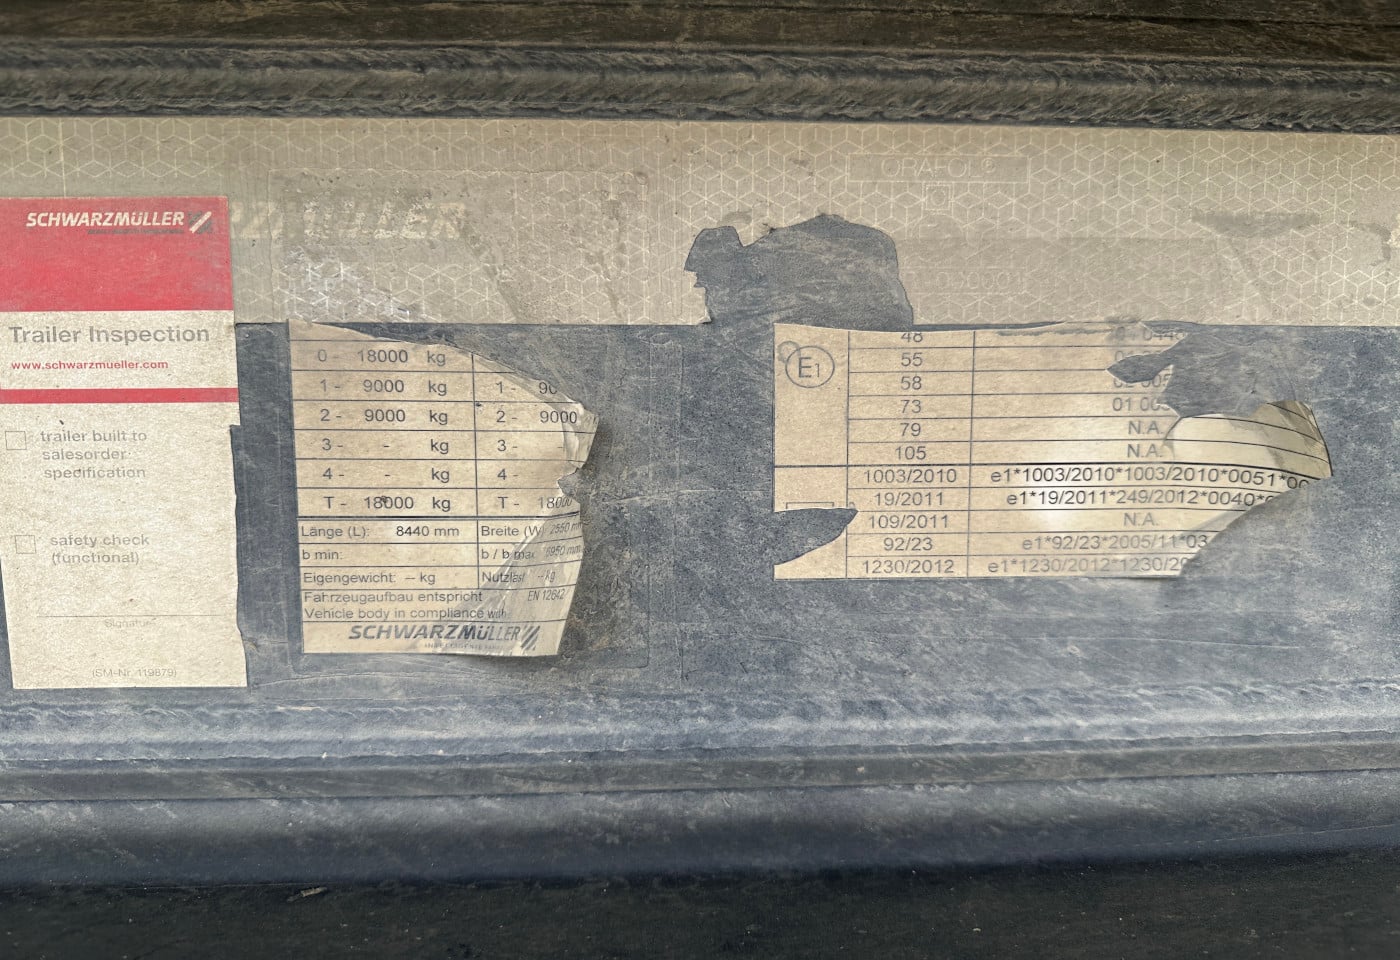 ORAFOL®
SCHWARZMÜLLER
Trailer Inspection
www.schwarzmueller.com
trailer built to
salesorder
specification
safety check
(functional)
Signature
(SM-Nr. 119879)
0 - 18000 kg
1 - 9000 kg 1 - 90
2 - 9000 kg 2 - 9000
3 - - kg 3 -
4 - - kg 4 -
T - 18000 kg T - 18000
Länge (L): 8440 mm Breite (W) 2550 m
b min: b / b max
Eigengewicht: -- kg Nutzlast --kg
Fahrzeugaufbau entspricht EN 12642
Vehicle body in compliance with
SCHWARZMÜLLER
E1
48
55
58
73 01 00
79 N.A.
105 N.A.
1003/2010 e1*1003/2010*1003/2010*0051*00
19/2011 e1*19/2011*249/2012*0040*
109/2011 N.A.
92/23 e1*92/23*2005/11*03
1230/2012 e1*1230/2012*1230/20